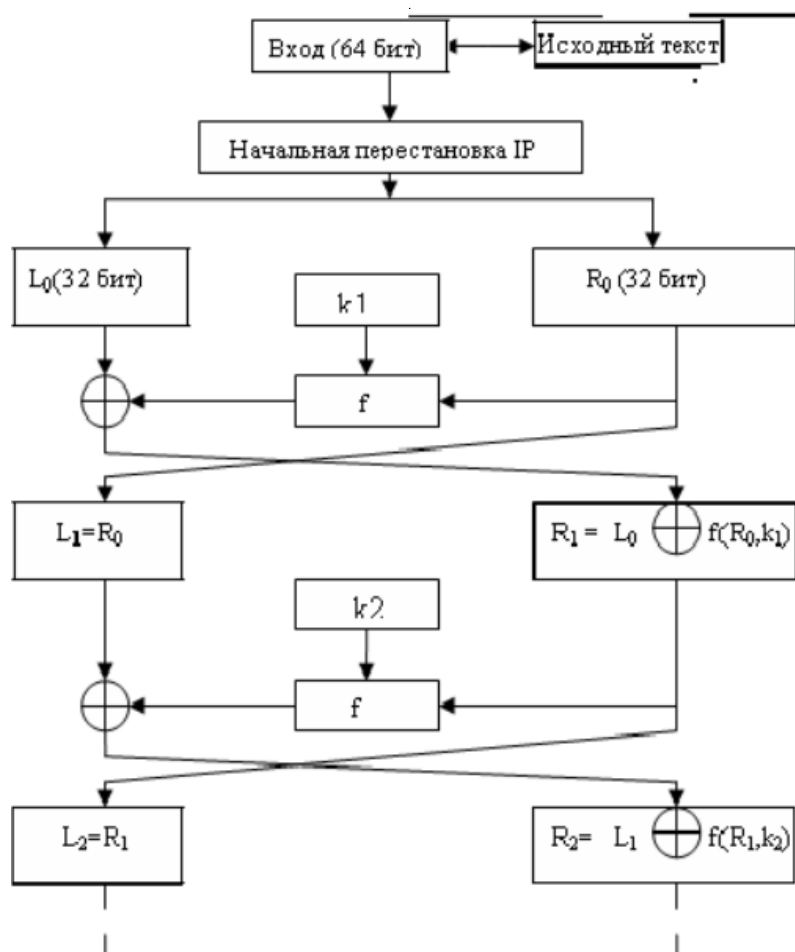 Вход (64 бит)
Исходный текст
Начальная перестановка IP
L₀(32 бит)
k1
R₀ (32 бит)
f
L₁=R₀
R₁ = L₀ ⊕ f(R₀,k₁)
k2
f
L₂=R₁
R₂= L₁ ⊕ f(R₁,k₂)